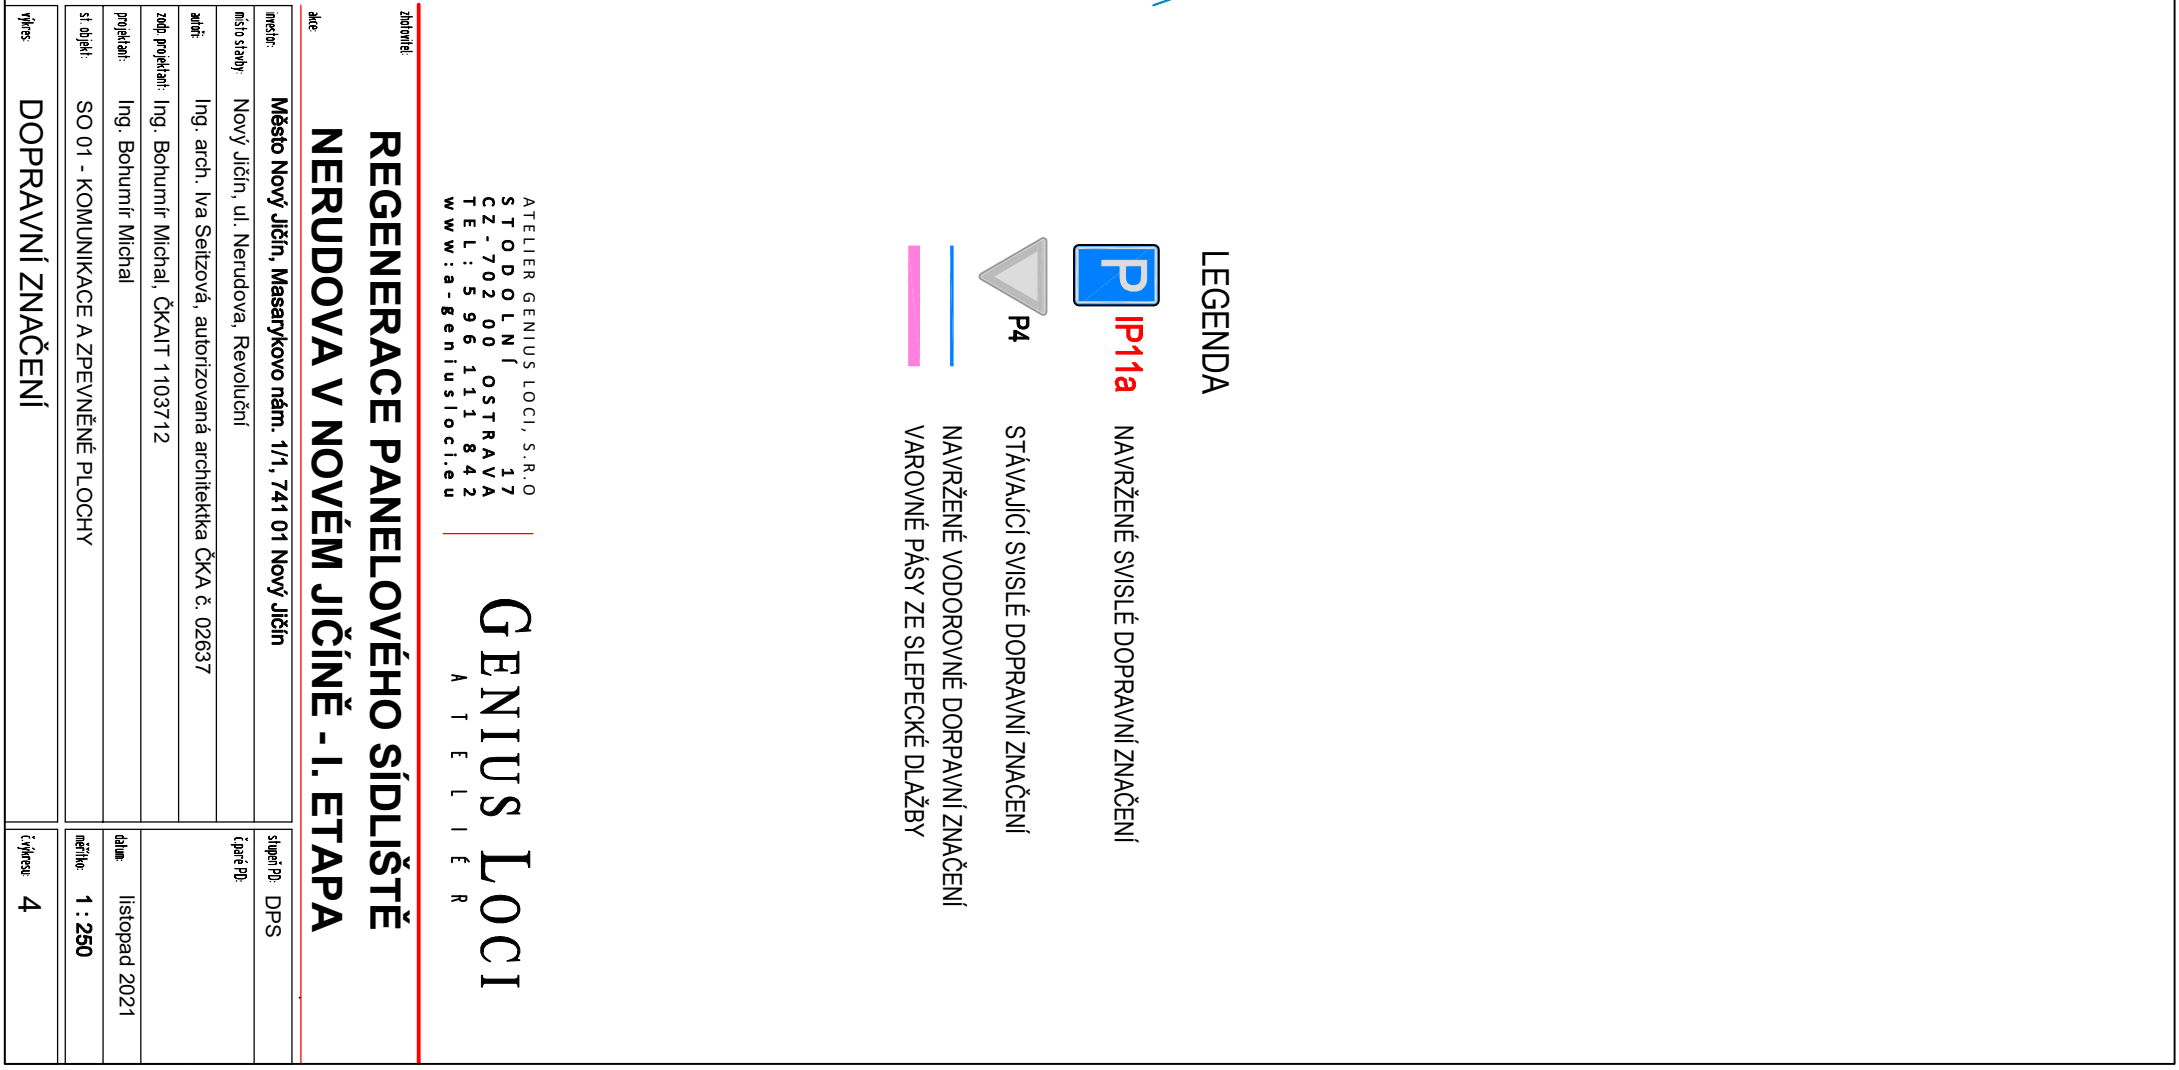 LEGENDA
P IP11a NAVRŽENÉ SVISLÉ DOPRAVNÍ ZNAČENÍ
P4 STÁVAJÍCÍ SVISLÉ DOPRAVNÍ ZNAČENÍ
NAVRŽENÉ VODOROVNÉ DORPAVNÍ ZNAČENÍ
VAROVNÉ PÁSY ZE SLEPECKÉ DLAŽBY
ATELIER GENIUS LOCI, S.R.O
STODOLNÍ 17
CZ-702 00 OSTRAVA
TEL: 596 111 842
www:a-geniusloci.eu
GENIUS LOCI
ATELIÉR
zhotovitel:
REGENERACE PANELOVÉHO SÍDLIŠTĚ
akce:
NERUDOVA V NOVÉM JIČÍNĚ - I. ETAPA
investor: Město Nový Jičín, Masarykovo nám. 1/1, 741 01 Nový Jičín
stupeň PD: DPS
místo stavby: Nový Jičín, ul. Nerudova, Revoluční
č.paré PD:
autoři: Ing. arch. Iva Seitzová, autorizovaná architektka ČKA č. 02637
zodp. projektant: Ing. Bohumír Michal, ČKAIT 1103712
projektant: Ing. Bohumír Michal
datum: listopad 2021
st. objekt: SO 01 - KOMUNIKACE A ZPEVNĚNÉ PLOCHY
měřítko: 1 : 250
výkres: DOPRAVNÍ ZNAČENÍ
č.výkresu: 4